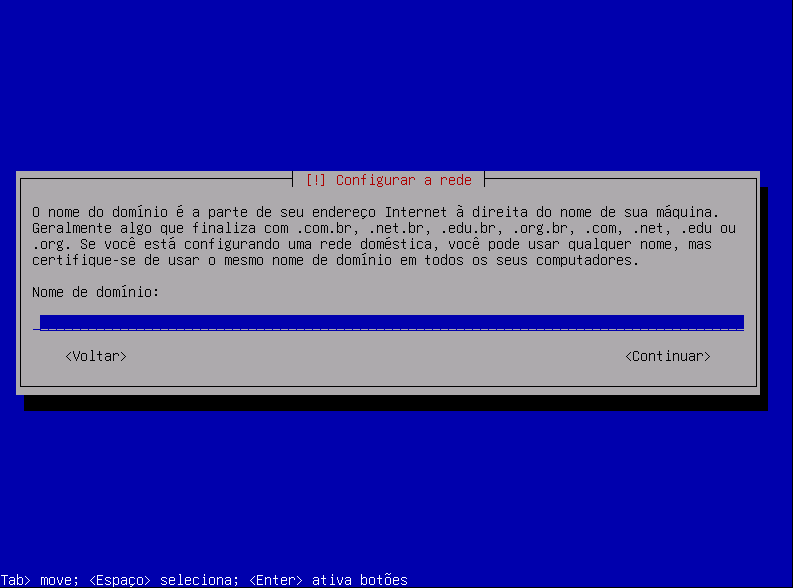 [!] Configurar a rede
O nome do domínio é a parte de seu endereço Internet à direita do nome de sua máquina.
Geralmente algo que finaliza com .com.br, .net.br, .edu.br, .org.br, .com, .net, .edu ou
.org. Se você está configurando uma rede doméstica, você pode usar qualquer nome, mas
certifique-se de usar o mesmo nome de domínio em todos os seus computadores.
Nome de domínio:
<Voltar> <Continuar>
Tab> move; <Espaço> seleciona; <Enter> ativa botões